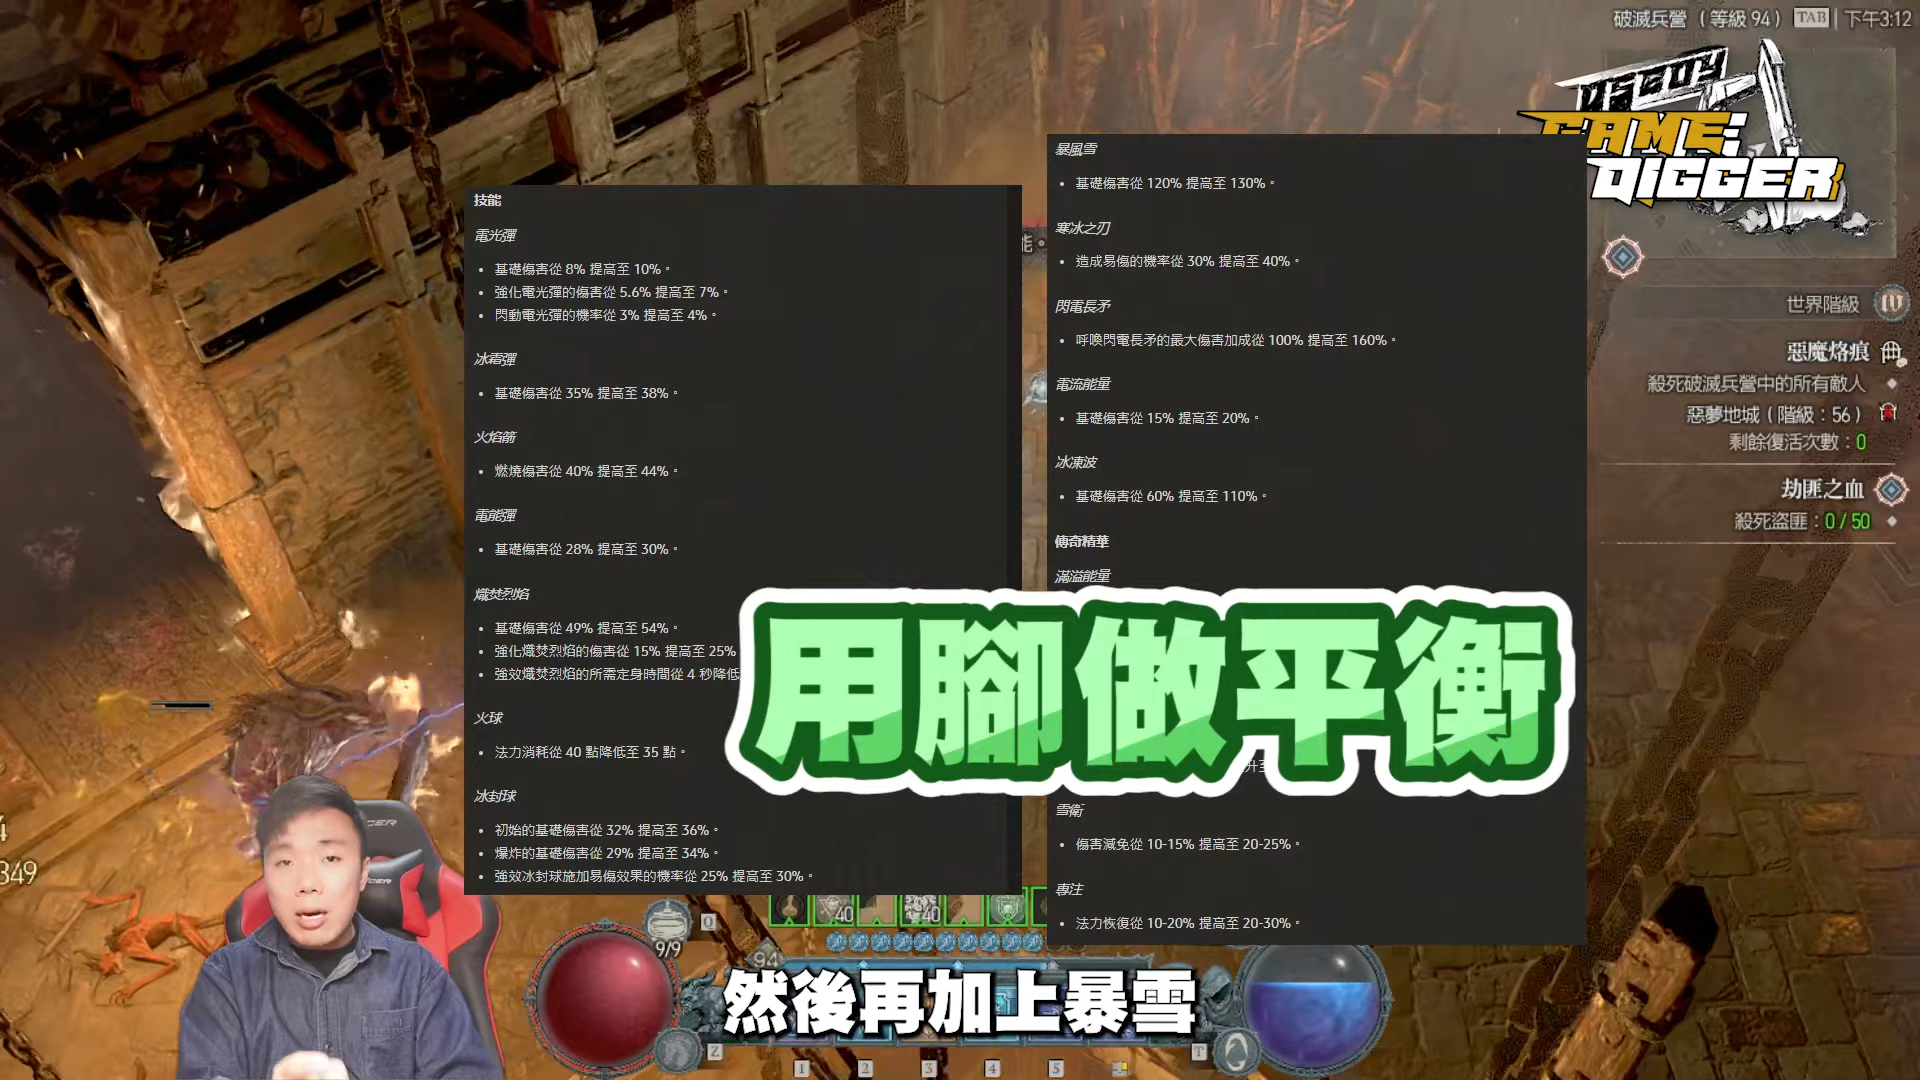 破滅兵營 (等級 94) TAB 下午3:12
GAME
DIGGER
技能
電光彈
• 基礎傷害從 8% 提高至 10%。
• 強化電光彈的傷害從 5.6% 提高至 7%。
• 閃動電光彈的機率從 3% 提高至 4%。
冰霜彈
• 基礎傷害從 35% 提高至 38%。
火焰箭
• 燃燒傷害從 40% 提高至 44%。
電能彈
• 基礎傷害從 28% 提高至 30%。
熾焚烈焰
• 基礎傷害從 49% 提高至 54%。
• 強化熾焚烈焰的傷害從 15% 提高至 25%
• 強效熾焚烈焰的所需定身時間從 4 秒降低
火球
• 法力消耗從 40 點降低至 35 點。
冰封球
• 初始的基礎傷害從 32% 提高至 36%。
• 爆炸的基礎傷害從 29% 提高至 34%。
• 強效冰封球施加易傷效果的機率從 25% 提高至 30%。
暴風雪
• 基礎傷害從 120% 提高至 130%。
寒冰之刃
• 造成易傷的機率從 30% 提高至 40%。
閃電長矛
• 呼喚閃電長矛的最大傷害加成從 100% 提高至 160%。
電流能量
• 基礎傷害從 15% 提高至 20%。
冰凍波
• 基礎傷害從 60% 提高至 110%。
傳奇精華
滿溢能量
升至
雪衛
• 傷害減免從 10-15% 提高至 20-25%。
專注
• 法力恢復從 10-20% 提高至 20-30%。
用腳做平衡
世界階級 IV
惡魔烙痕
殺死破滅兵營中的所有敵人
惡夢地城 (階級:56)
剩餘復活次數:0
劫匪之血
殺死盜匪:0 / 50
349
9/9
Q
40
40
94
然後再加上暴雪
Z
T
1
2
3
4
5